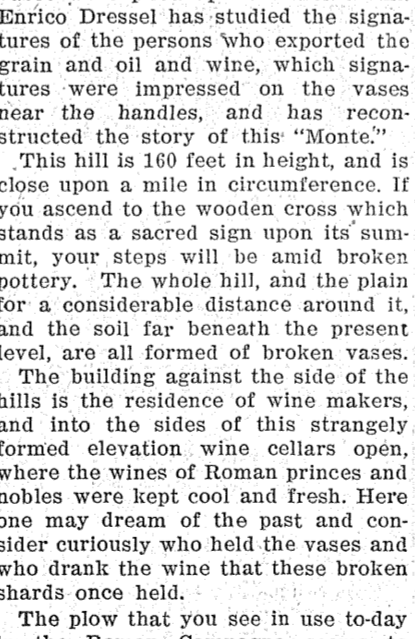 Enrico Dressel has studied the signa-
tures of the persons who exported the
grain and oil and wine, which signa-
tures were impressed on the vases
near the handles, and has recon-
structed the story of this "Monte."
This hill is 160 feet in height, and is
close upon a mile in circumference. If
you ascend to the wooden cross which
stands as a sacred sign upon its sum-
mit, your steps will be amid broken
pottery. The whole hill, and the plain
for a considerable distance around it,
and the soil far beneath the present
level, are all formed of broken vases.
The building against the side of the
hills is the residence of wine makers,
and into the sides of this strangely
formed elevation wine cellars open,
where the wines of Roman princes and
nobles were kept cool and fresh. Here
one may dream of the past and con-
sider curiously who held the vases and
who drank the wine that these broken
shards once held.
The plow that you see in use to-day